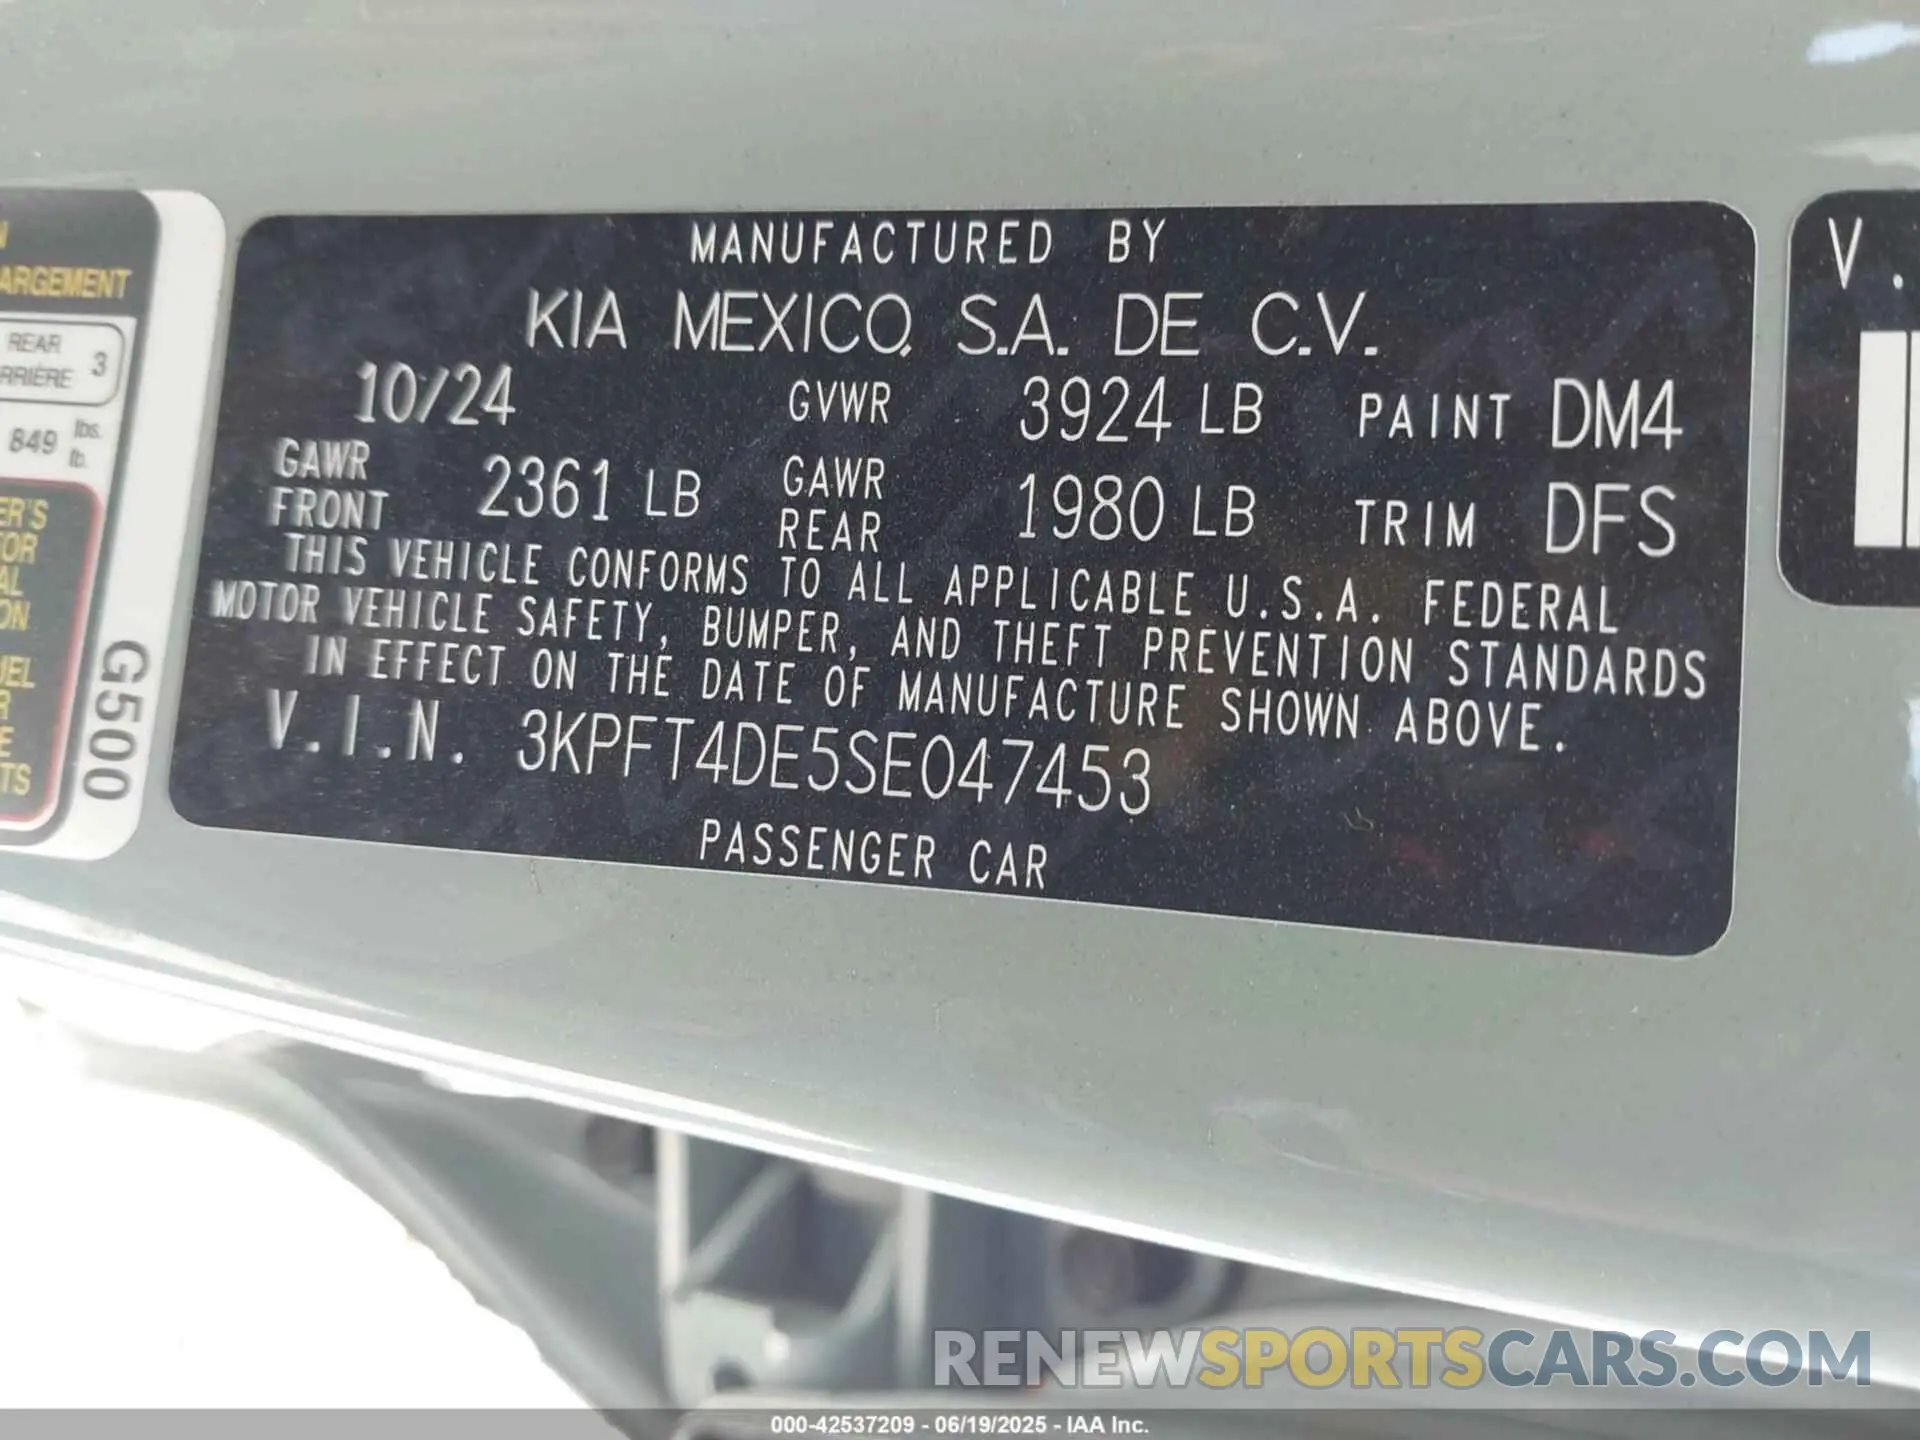 MANUFACTURED BY
KIA MEXICO, S.A. DE C.V.
10/24 GVWR 3924 LB PAINT DM4
GAWR FRONT 2361 LB GAWR REAR 1980 LB TRIM DFS
THIS VEHICLE CONFORMS TO ALL APPLICABLE U.S.A. FEDERAL
MOTOR VEHICLE SAFETY, BUMPER, AND THEFT PREVENTION STANDARDS
IN EFFECT ON THE DATE OF MANUFACTURE SHOWN ABOVE.
V.I.N. 3KPFT4DE5SE047453
PASSENGER CAR
REAR 3
849 lbs.
lb.
G500
V.
RENEWSPORTSCARS.COM
000-42537209 - 06/19/2025 - IAA Inc.